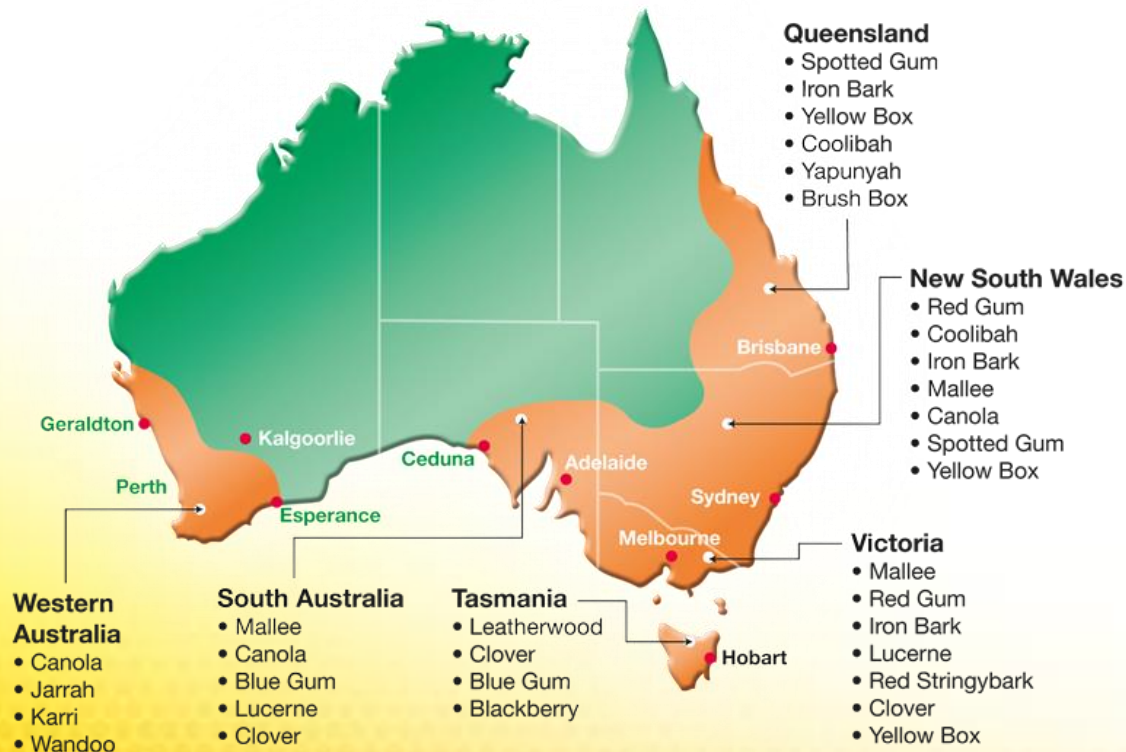 Queensland
• Spotted Gum
• Iron Bark
• Yellow Box
• Coolibah
• Yapunyah
• Brush Box
New South Wales
• Red Gum
• Coolibah
• Iron Bark
• Mallee
• Canola
• Spotted Gum
• Yellow Box
Brisbane
Geraldton
Kalgoorlie
Ceduna
Adelaide
Perth
Esperance
Sydney
Melbourne
Hobart
Western
Australia
• Canola
• Jarrah
• Karri
• Wandoo
South Australia
• Mallee
• Canola
• Blue Gum
• Lucerne
• Clover
Tasmania
• Leatherwood
• Clover
• Blue Gum
• Blackberry
Victoria
• Mallee
• Red Gum
• Iron Bark
• Lucerne
• Red Stringybark
• Clover
• Yellow Box